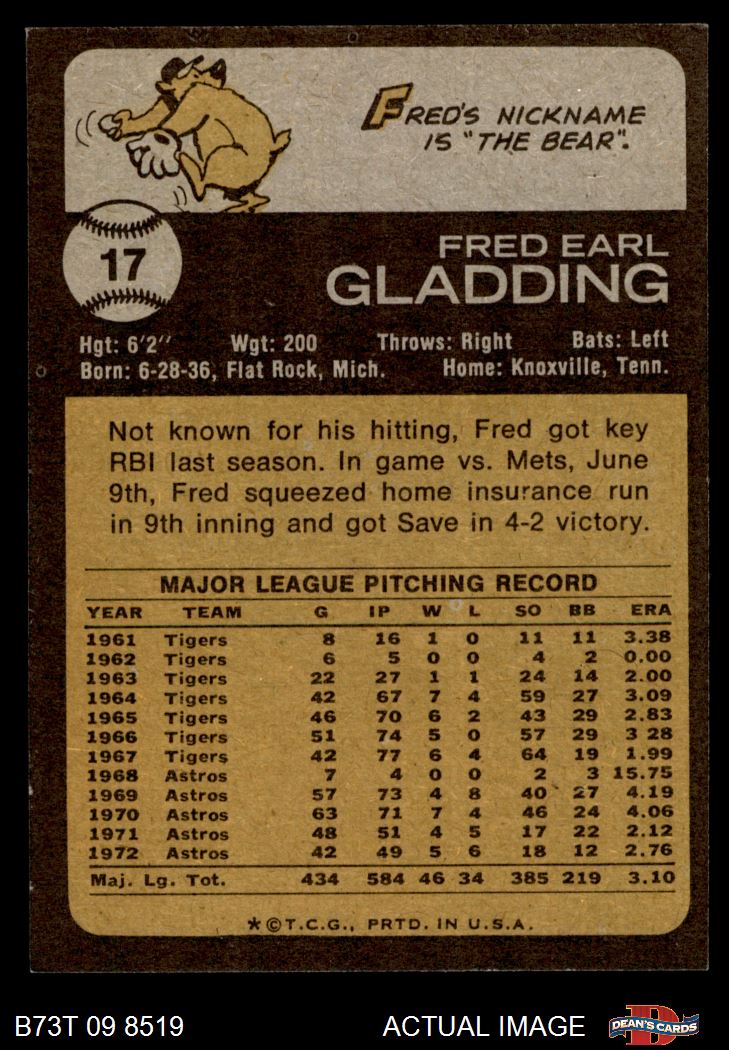 FRED'S NICKNAME
IS "THE BEAR".
17
FRED EARL
GLADDING
Hgt: 6'2" Wgt: 200 Throws: Right Bats: Left
Born: 6-28-36, Flat Rock, Mich. Home: Knoxville, Tenn.
Not known for his hitting, Fred got key
RBI last season. In game vs. Mets, June
9th, Fred squeezed home insurance run
in 9th inning and got Save in 4-2 victory.
MAJOR LEAGUE PITCHING RECORD
YEAR TEAM G IP W L SO BB ERA
1961 Tigers 8 16 1 0 11 11 3.38
1962 Tigers 6 5 0 0 4 2 0.00
1963 Tigers 22 27 1 1 24 14 2.00
1964 Tigers 42 67 7 4 59 27 3.09
1965 Tigers 46 70 6 2 43 29 2.83
1966 Tigers 51 74 5 0 57 29 3 28
1967 Tigers 42 77 6 4 64 19 1.99
1968 Astros 7 4 0 0 2 3 15.75
1969 Astros 57 73 4 8 40 27 4.19
1970 Astros 63 71 7 4 46 24 4.06
1971 Astros 48 51 4 5 17 22 2.12
1972 Astros 42 49 5 6 18 12 2.76
Maj. Lg. Tot. 434 584 46 34 385 219 3.10
*©T.C.G., PRTD. IN U.S.A.
B73T 09 8519 ACTUAL IMAGE D DEAN'S CARDS